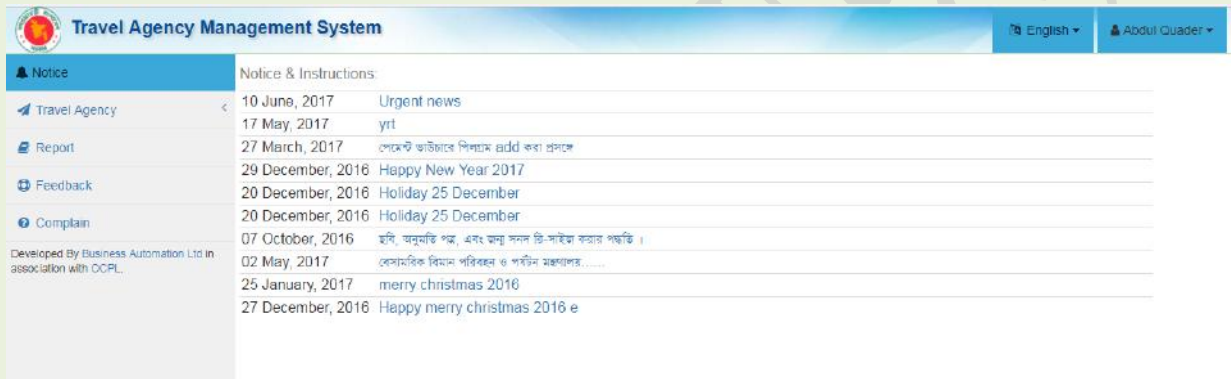 Travel Agency Management System
English
Abdul Quader
Notice
Travel Agency
Report
Feedback
Complain
Developed By Business Automation Ltd in
association with OCPL.
Notice & Instructions:
10 June, 2017 Urgent news
17 May, 2017 yrt
27 March, 2017 পেমেন্ট ভাউচারে পিলগ্রাম add করা প্রসঙ্গে
29 December, 2016 Happy New Year 2017
20 December, 2016 Holiday 25 December
20 December, 2016 Holiday 25 December
07 October, 2016 ছবি, অনুমতি পত্র, এবং জন্ম সনদ রি-সাইজ করার পদ্ধতি ।
02 May, 2017 বেসামরিক বিমান পরিবহন ও পর্যটন মন্ত্রণালয়......
25 January, 2017 merry christmas 2016
27 December, 2016 Happy merry christmas 2016 e